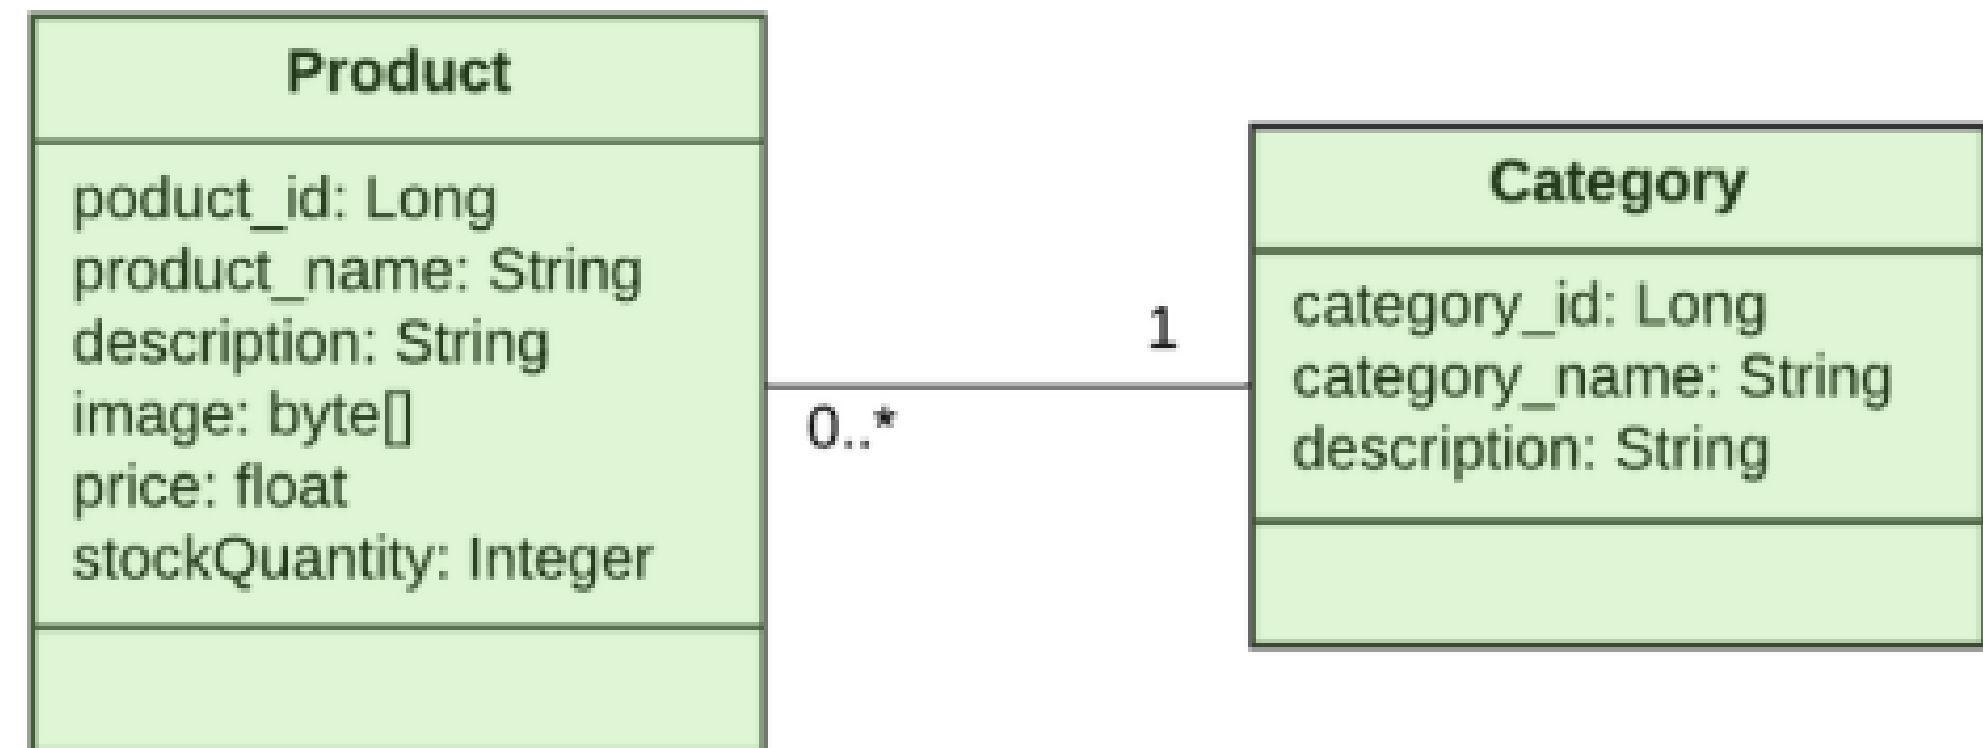 Product
poduct_id: Long
product_name: String
description: String
image: byte[]
price: float
stockQuantity: Integer
0..*
1
Category
category_id: Long
category_name: String
description: String